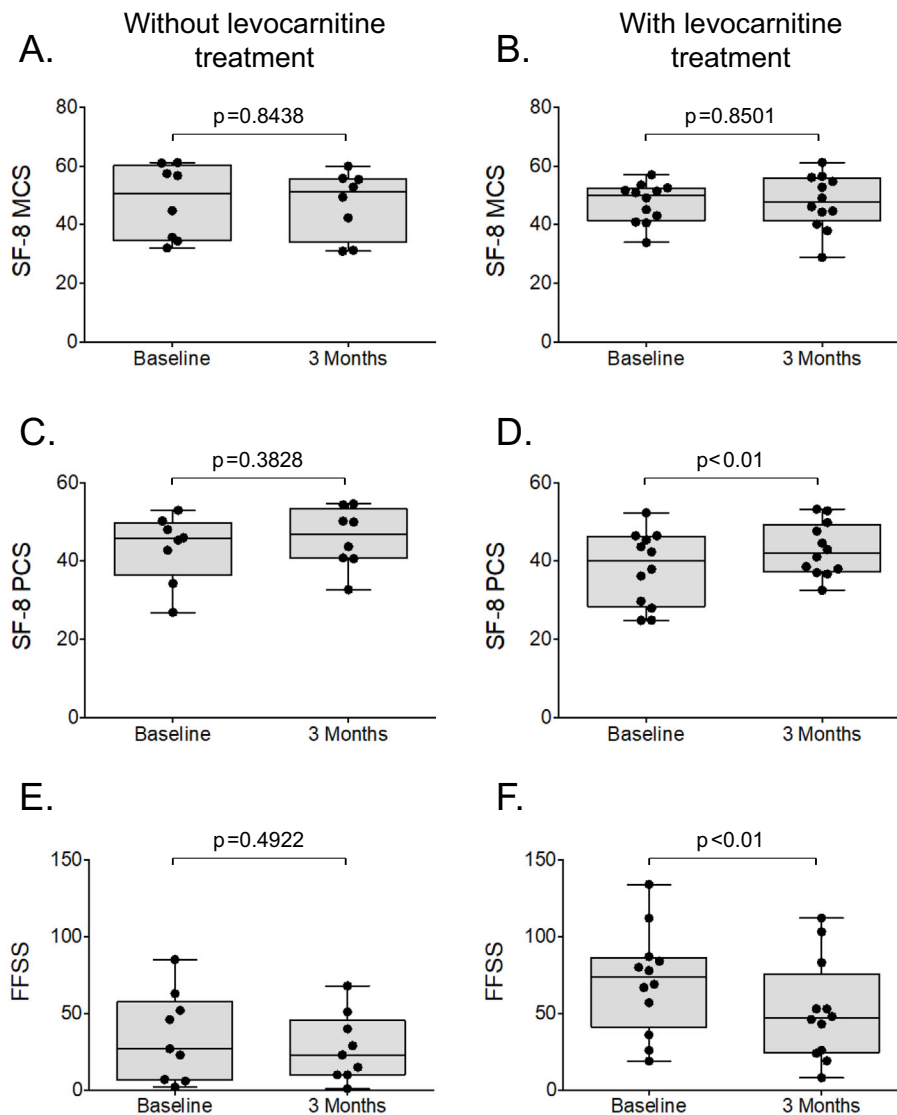 Without levocarnitine
treatment
With levocarnitine
treatment
A.
B.
p=0.8438
p=0.8501
SF-8 MCS
80
60
40
20
0
Baseline
3 Months
SF-8 MCS
80
60
40
20
0
Baseline
3 Months
C.
D.
p=0.3828
p<0.01
SF-8 PCS
60
40
20
0
Baseline
3 Months
SF-8 PCS
60
40
20
0
Baseline
3 Months
E.
F.
p=0.4922
p<0.01
FFSS
150
100
50
0
Baseline
3 Months
FFSS
150
100
50
0
Baseline
3 Months